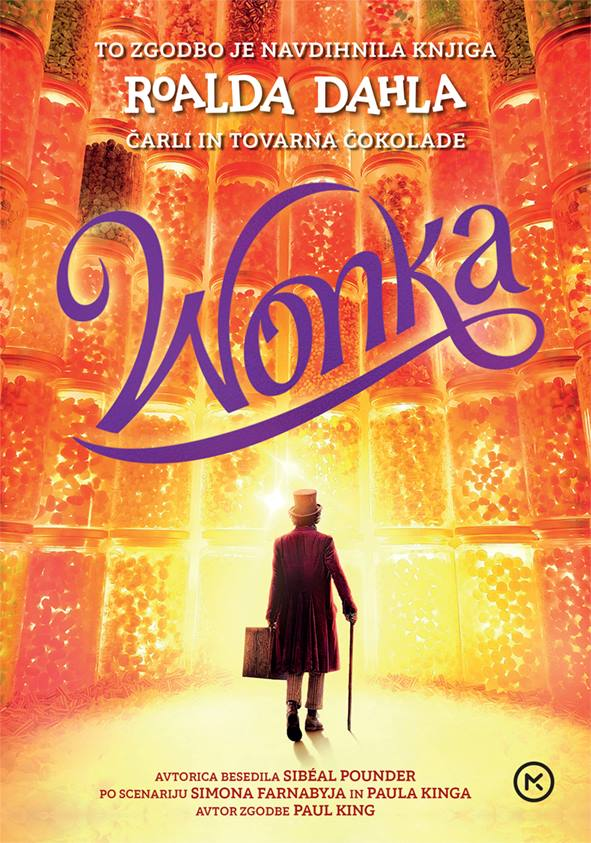 TO ZGODBO JE NAVDIHNILA KNJIGA
ROALDA DAHLA
ČARLI IN TOVARNA ČOKOLADE
Wonka
AVTORICA BESEDILA SIBÉAL POUNDER
PO SCENARIJU SIMONA FARNABYJA IN PAULA KINGA
AVTOR ZGODBE PAUL KING